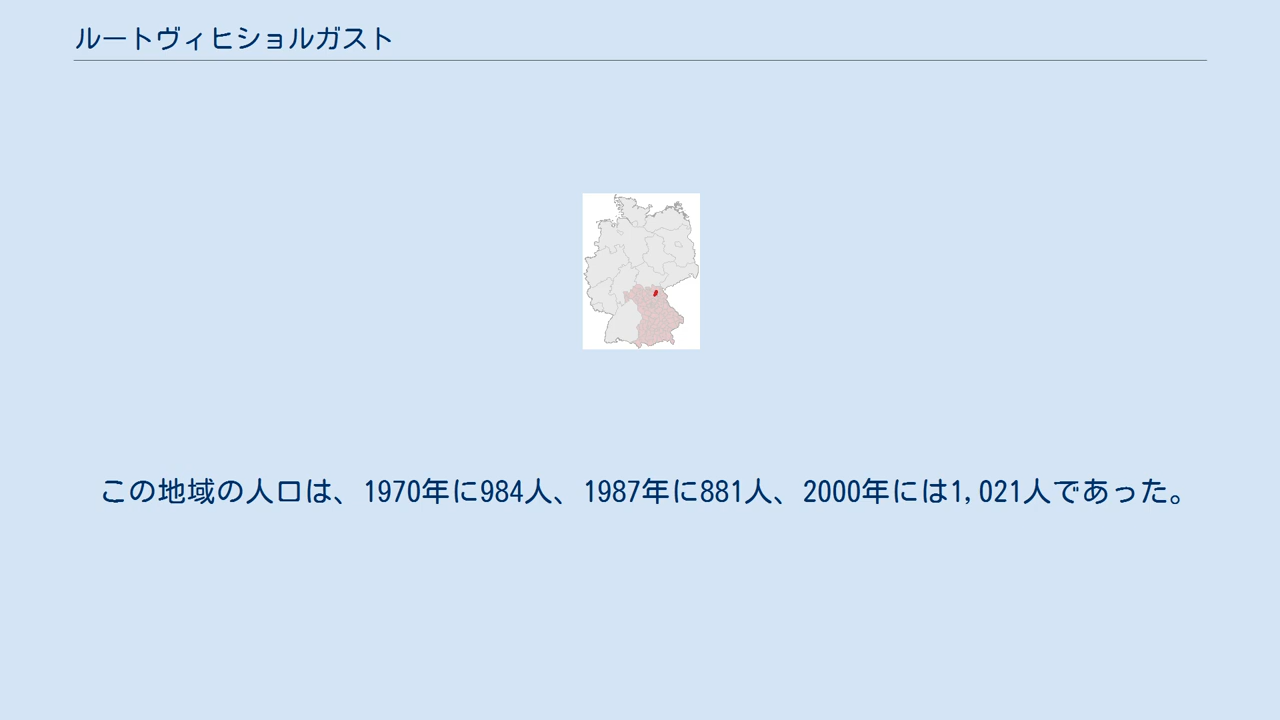 ルートヴィヒショルガスト
この地域の人口は、1970年に984人、1987年に881人、2000年には1,021人であった。